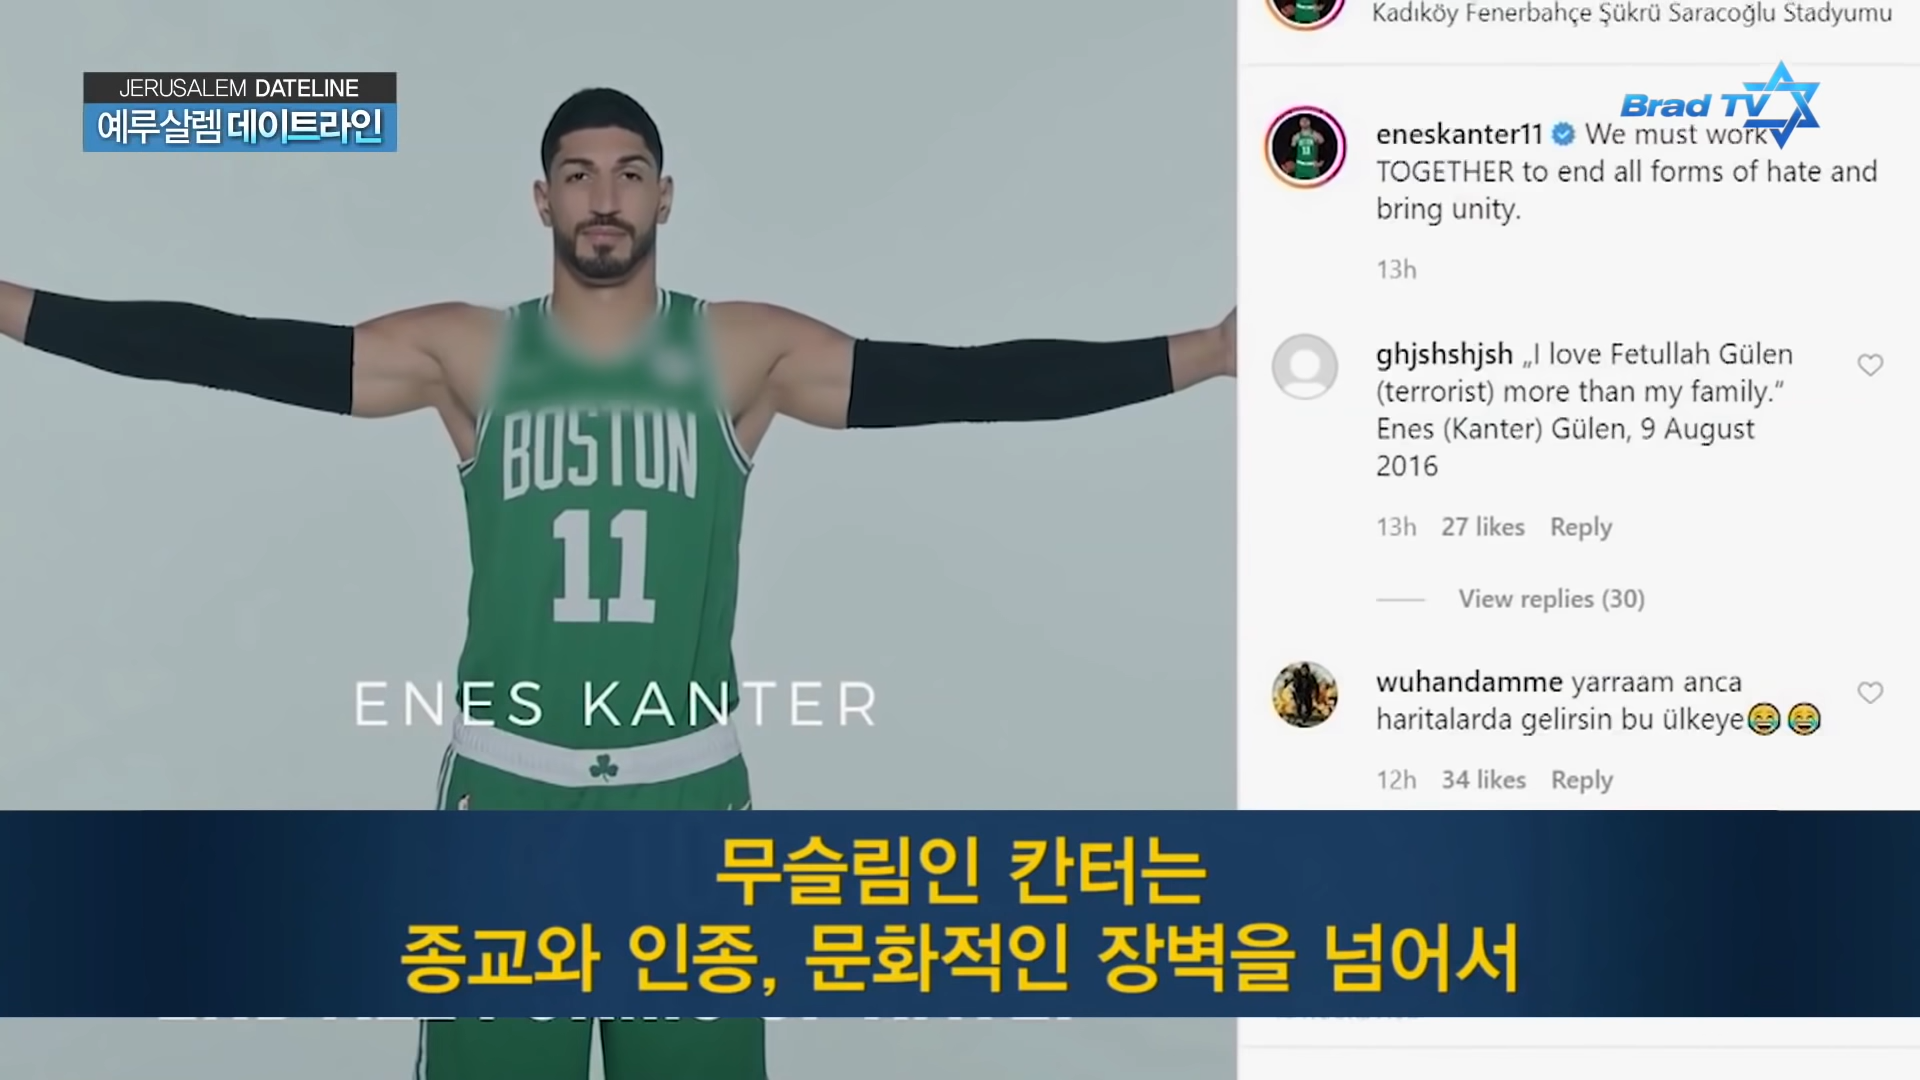 JERUSALEM DATELINE
예루살렘 데이트라인
BOSTON
11
ENES KANTER
Kadıköy Fenerbahçe Şükrü Saracoğlu Stadyumu
Brad TV
eneskanter11 We must work
TOGETHER to end all forms of hate and
bring unity.
13h
ghjshshjsh „I love Fetullah Gülen
(terrorist) more than my family.“
Enes (Kanter) Gülen, 9 August
2016
13h 27 likes Reply
View replies (30)
wuhandamme yarraam anca
haritalarda gelirsin bu ülkeye😂😂
12h 34 likes Reply
무슬림인 칸터는
종교와 인종, 문화적인 장벽을 넘어서